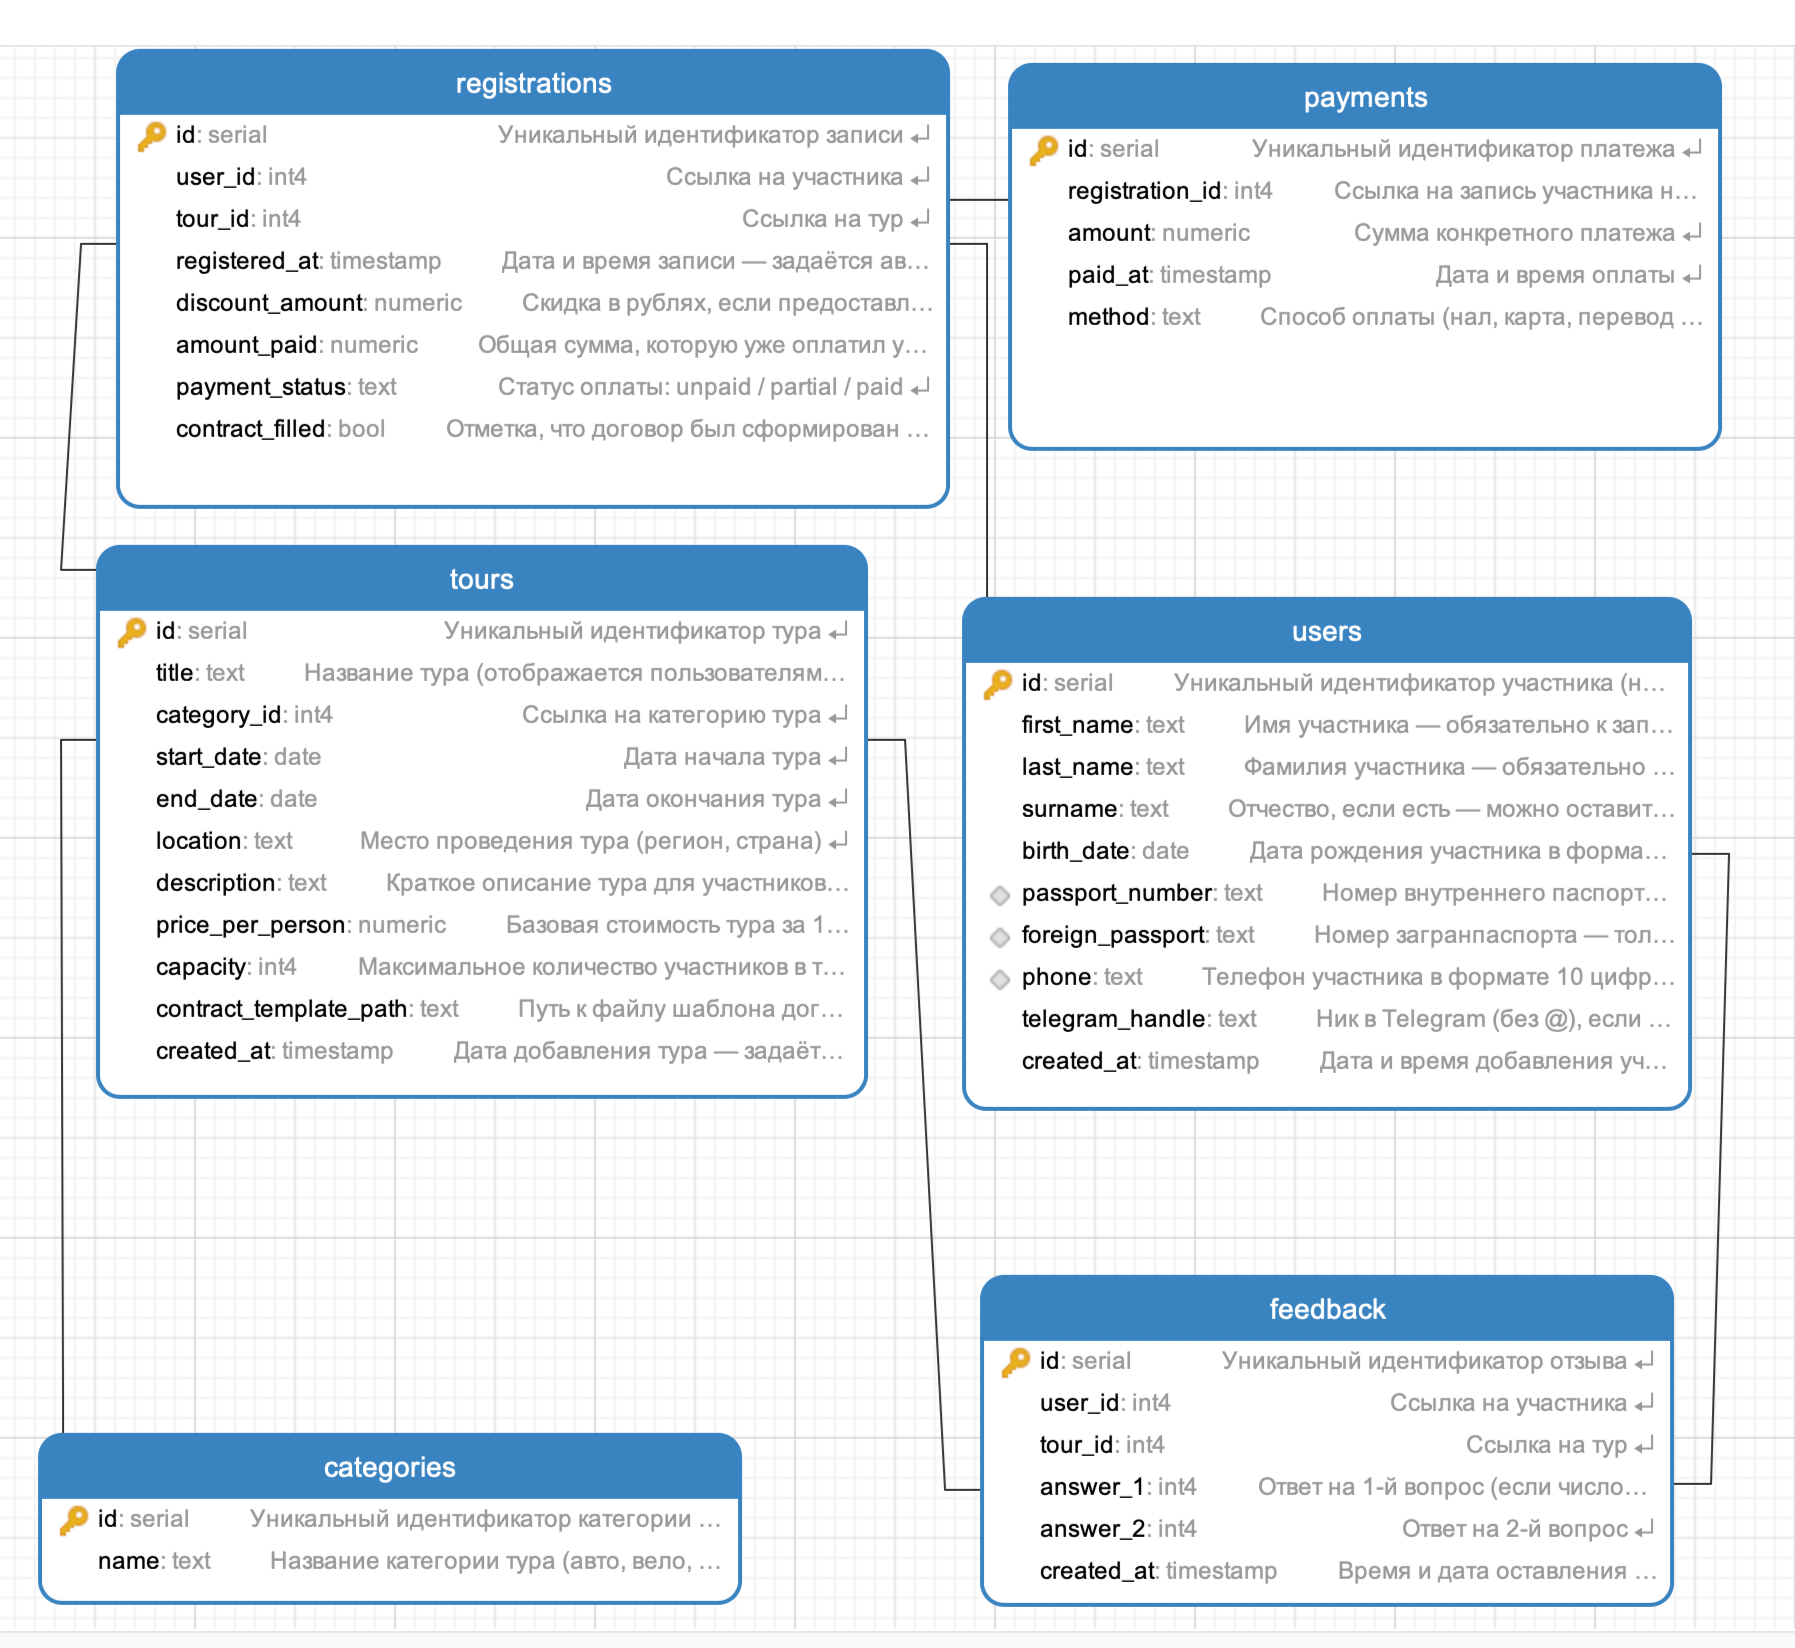 registrations
id: serial Уникальный идентификатор записи ↵
user_id: int4 Ссылка на участника ↵
tour_id: int4 Ссылка на тур ↵
registered_at: timestamp Дата и время записи — задаётся ав...
discount_amount: numeric Скидка в рублях, если предоставл...
amount_paid: numeric Общая сумма, которую уже оплатил у...
payment_status: text Статус оплаты: unpaid / partial / paid ↵
contract_filled: bool Отметка, что договор был сформирован ...
payments
id: serial Уникальный идентификатор платежа ↵
registration_id: int4 Ссылка на запись участника н...
amount: numeric Сумма конкретного платежа ↵
paid_at: timestamp Дата и время оплаты ↵
method: text Способ оплаты (нал, карта, перевод ...
tours
id: serial Уникальный идентификатор тура ↵
title: text Название тура (отображается пользователям...
category_id: int4 Ссылка на категорию тура ↵
start_date: date Дата начала тура ↵
end_date: date Дата окончания тура ↵
location: text Место проведения тура (регион, страна) ↵
description: text Краткое описание тура для участников...
price_per_person: numeric Базовая стоимость тура за 1...
capacity: int4 Максимальное количество участников в т...
contract_template_path: text Путь к файлу шаблона дог...
created_at: timestamp Дата добавления тура — задаёт...
users
id: serial Уникальный идентификатор участника (н...
first_name: text Имя участника — обязательно к зап...
last_name: text Фамилия участника — обязательно ...
surname: text Отчество, если есть — можно оставит...
birth_date: date Дата рождения участника в форма...
passport_number: text Номер внутреннего паспорт...
foreign_passport: text Номер загранпаспорта — тол...
phone: text Телефон участника в формате 10 цифр...
telegram_handle: text Ник в Telegram (без @), если ...
created_at: timestamp Дата и время добавления уч...
categories
id: serial Уникальный идентификатор категории ...
name: text Название категории тура (авто, вело, ...
feedback
id: serial Уникальный идентификатор отзыва ↵
user_id: int4 Ссылка на участника ↵
tour_id: int4 Ссылка на тур ↵
answer_1: int4 Ответ на 1-й вопрос (если число...
answer_2: int4 Ответ на 2-й вопрос ↵
created_at: timestamp Время и дата оставления ...